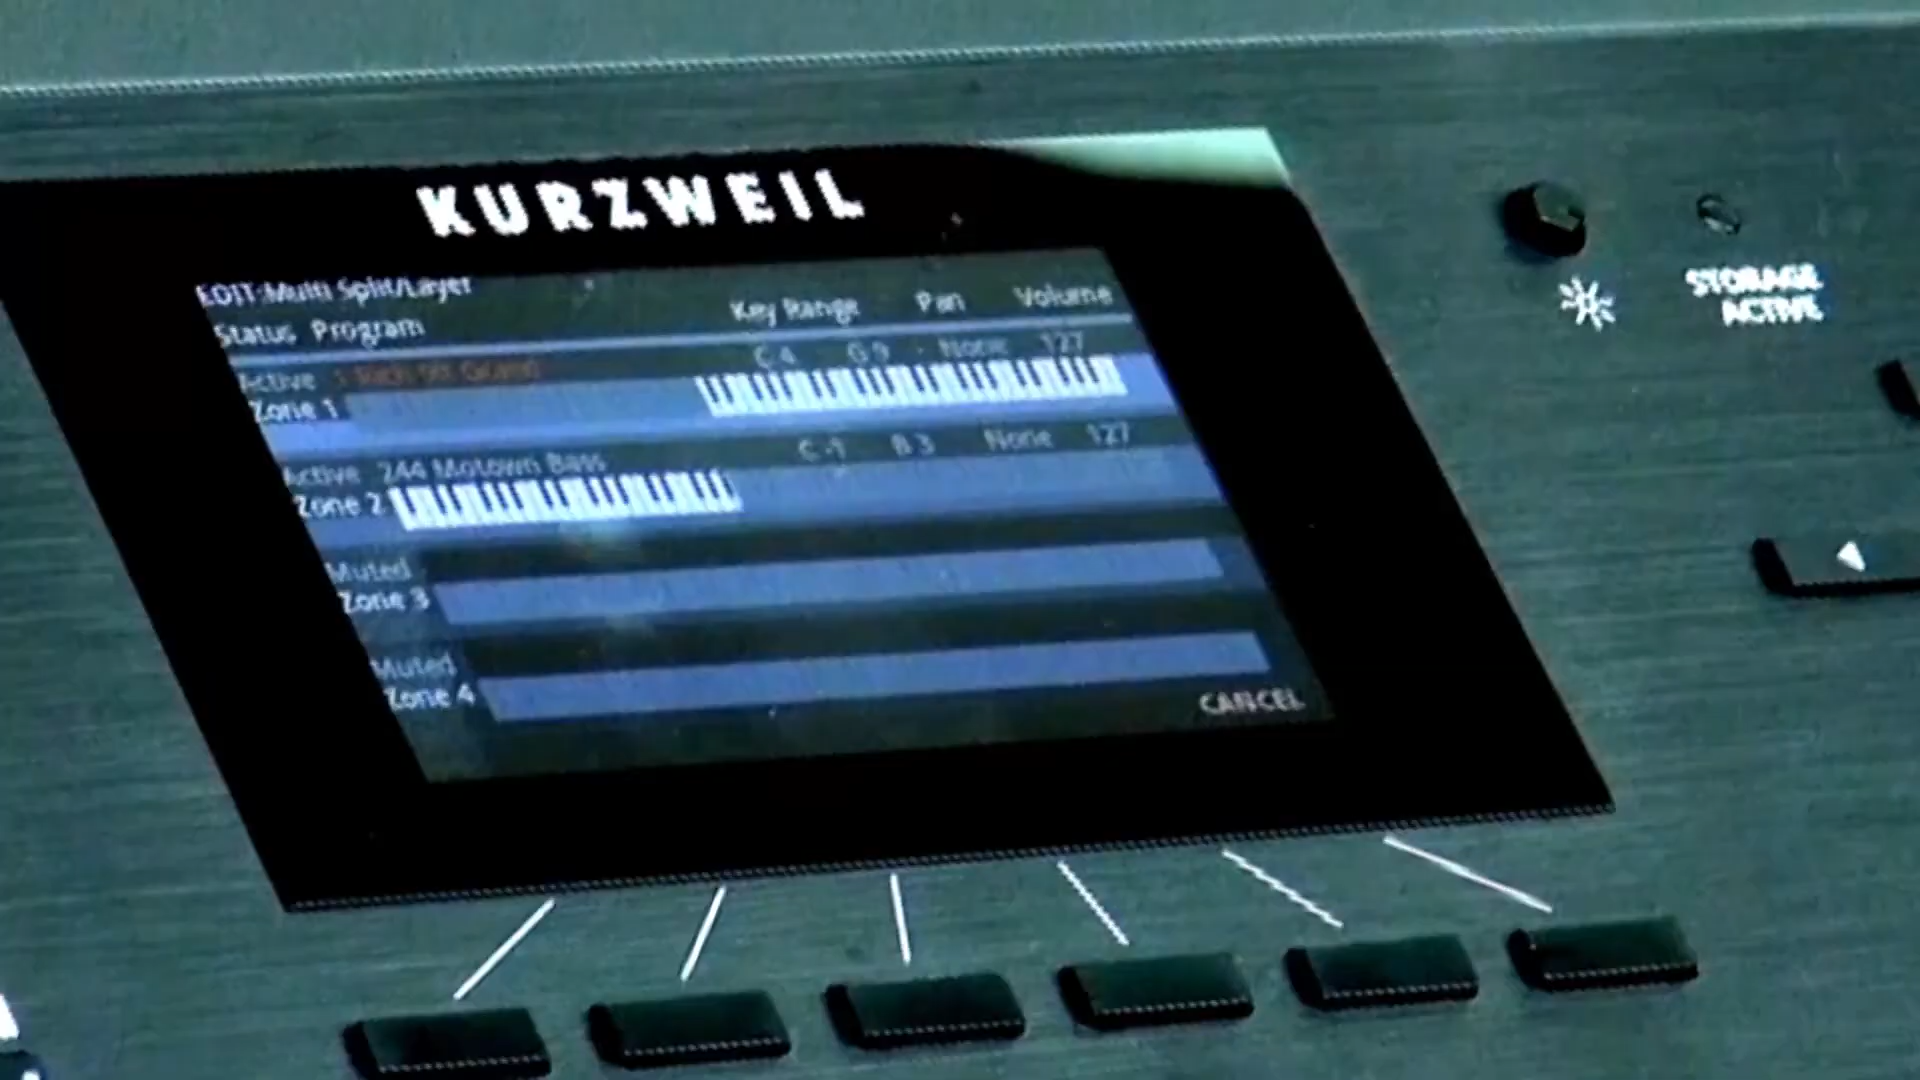 KURZWEIL
EDIT:Multi Split/Layer
Status Program Key Range Pan Volume
Active C 4 G 9 None 127
Zone 1
Active 244 Motown Bass C -1 B 3 None 127
Zone 2
Muted
Zone 3
Muted
Zone 4
CANCEL
STORAGE
ACTIVE